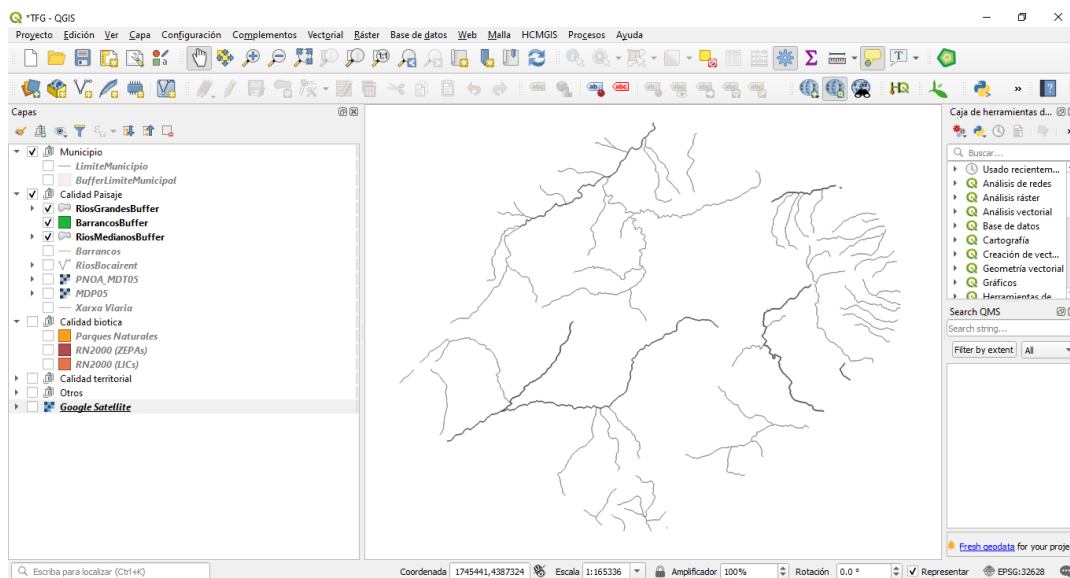 *TFG - QGIS
Proyecto Edición Ver Capa Configuración Complementos Vectorial Ráster Base de datos Web Malla HCMGIS Procesos Ayuda
Capas
Municipio
LimiteMunicipio
BufferLimiteMunicipal
Calidad Paisaje
RiosGrandesBuffer
BarrancosBuffer
RiosMedianosBuffer
Barrancos
RiosBocairent
PNOA_MDT05
MDP05
Xarxa Viaria
Calidad biotica
Parques Naturales
RN2000 (ZEPAs)
RN2000 (LICs)
Calidad territorial
Otros
Google Satellite
Caja de herramientas d...
Buscar...
Usado recientem...
Análisis de redes
Análisis ráster
Análisis vectorial
Base de datos
Cartografía
Creación de vect...
Geometría vectorial
Gráficos
Herramientas de
Search QMS
Search string...
Filter by extent All
Fresh geodata for your proje
Escriba para localizar (Ctrl+K) Coordenada 1745441,4387324 Escala 1:165336 Amplificador 100% Rotación 0.0 ° Representar EPSG:32628